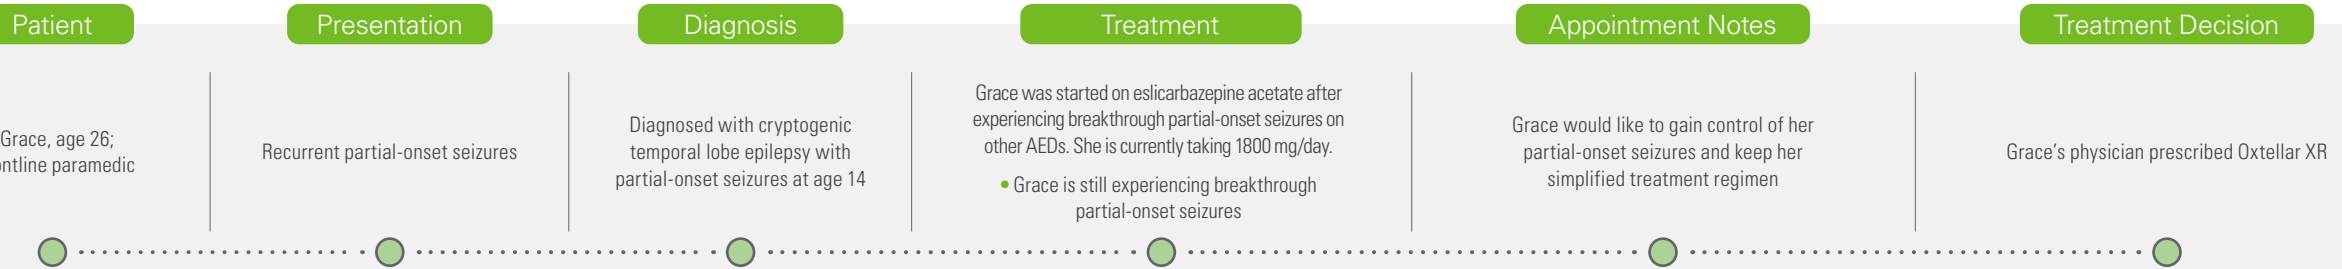 Patient
Presentation
Diagnosis
Treatment
Appointment Notes
Treatment Decision
Grace, age 26;
paramedic
Recurrent partial-onset seizures
Diagnosed with cryptogenic
temporal lobe epilepsy with
partial-onset seizures at age 14
Grace was started on eslicarbazepine acetate after
experiencing breakthrough partial-onset seizures on
other AEDs. She is currently taking 1800 mg/day.
• Grace is still experiencing breakthrough
partial-onset seizures
Grace would like to gain control of her
partial-onset seizures and keep her
simplified treatment regimen
Grace's physician prescribed Oxtellar XR